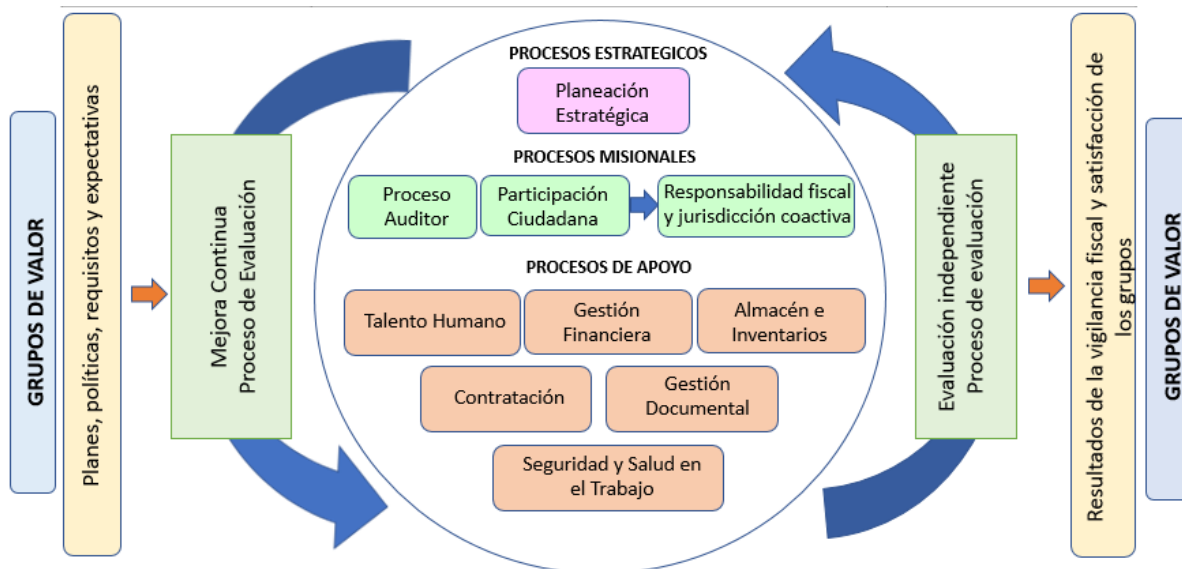 GRUPOS DE VALOR
Planes, políticas, requisitos y expectativas
Mejora Continua
Proceso de Evaluación
PROCESOS ESTRATEGICOS
Planeación
Estratégica
PROCESOS MISIONALES
Proceso
Auditor
Participación
Ciudadana
Responsabilidad fiscal
y jurisdicción coactiva
PROCESOS DE APOYO
Talento Humano
Gestión
Financiera
Almacén e
Inventarios
Contratación
Gestión
Documental
Seguridad y Salud en
el Trabajo
Evaluación independiente
Proceso de evaluación
Resultados de la vigilancia fiscal y satisfacción de
los grupos
GRUPOS DE VALOR